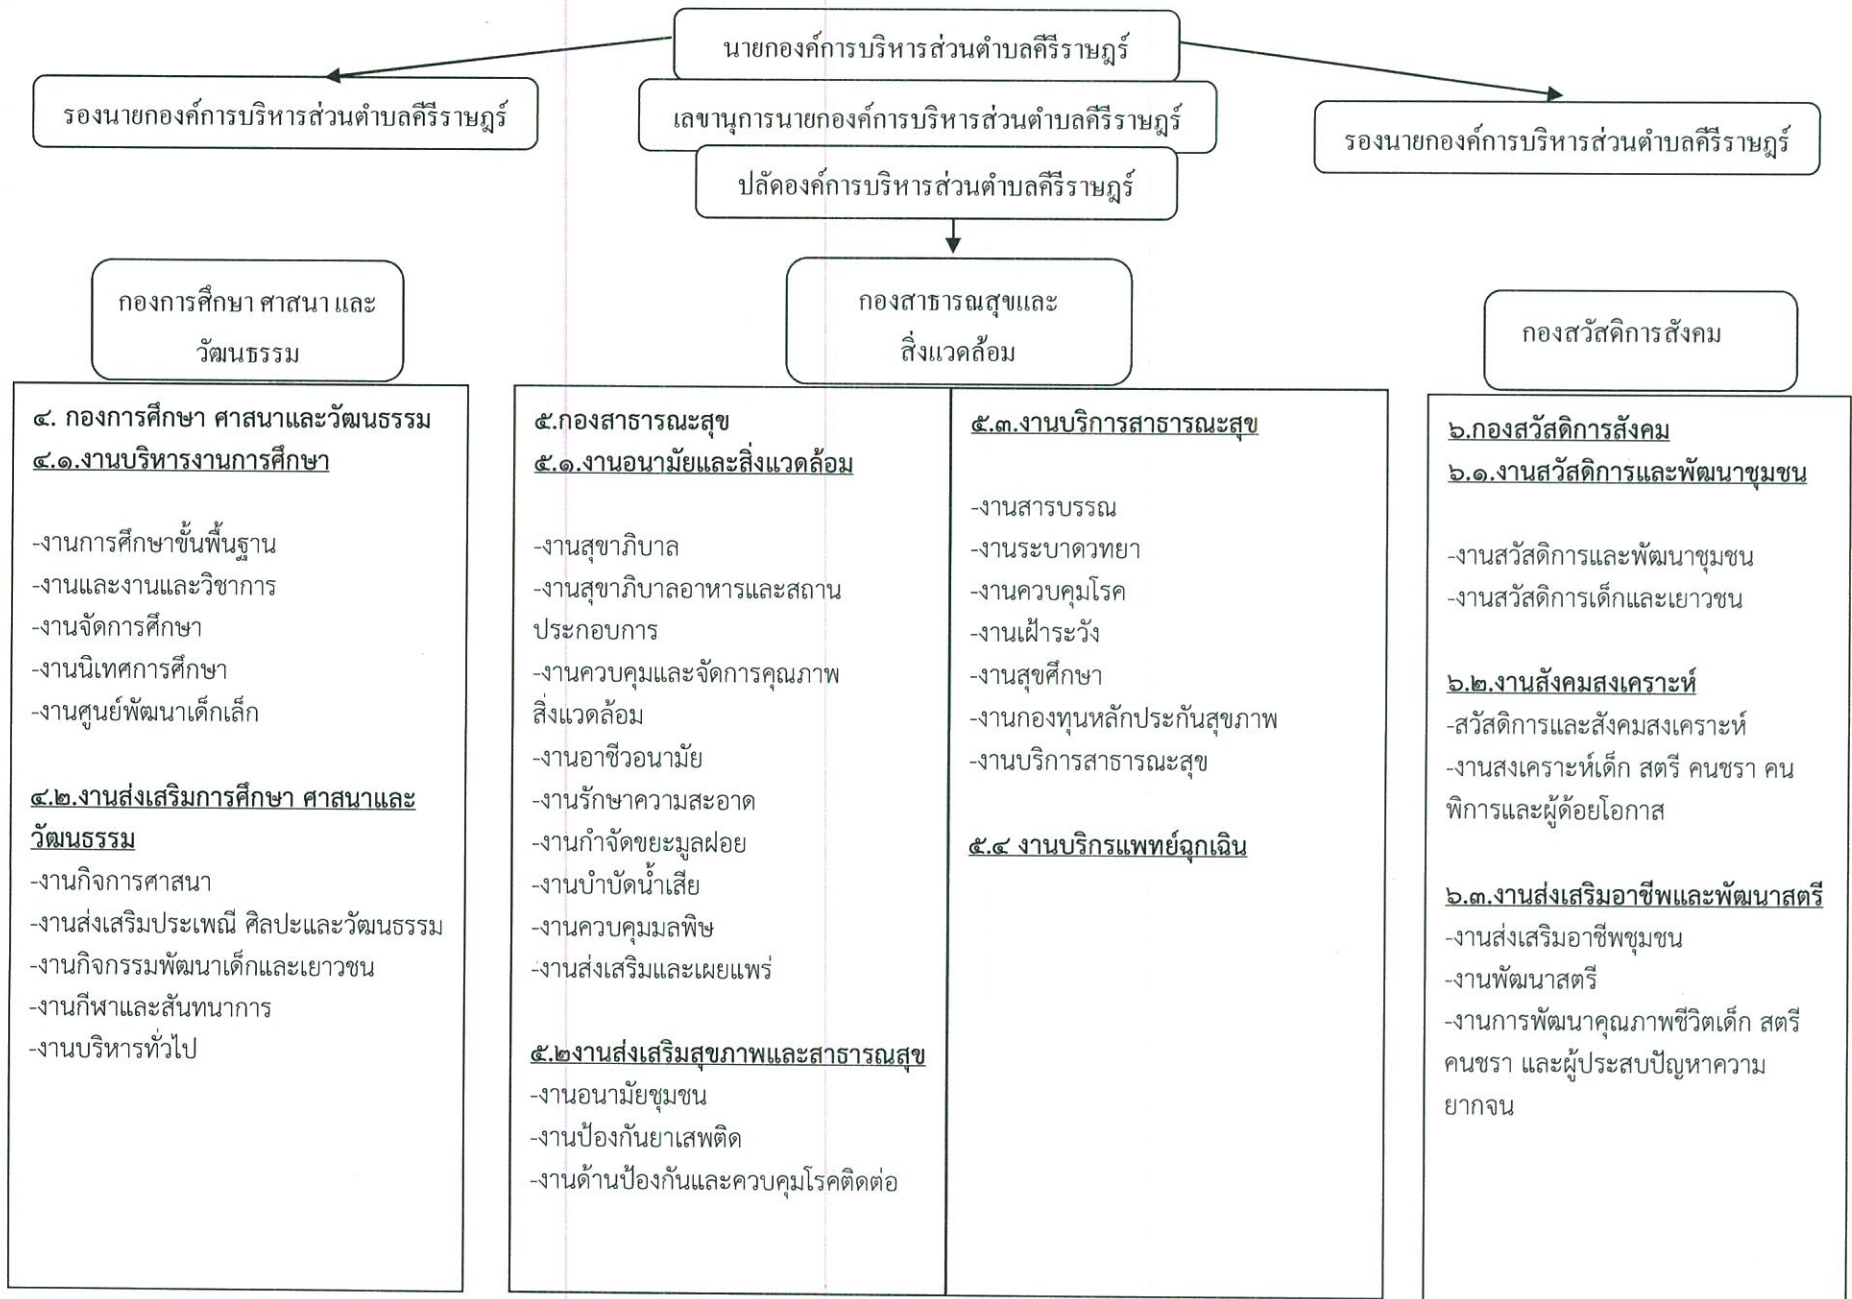 นายกองค์การบริหารส่วนตำบลคีรีราษฎร์
รองนายกองค์การบริหารส่วนตำบลคีรีราษฎร์
เลขานุการนายกองค์การบริหารส่วนตำบลคีรีราษฎร์
รองนายกองค์การบริหารส่วนตำบลคีรีราษฎร์
ปลัดองค์การบริหารส่วนตำบลคีรีราษฎร์
กองการศึกษา ศาสนา และ
วัฒนธรรม
กองสาธารณสุขและ
สิ่งแวดล้อม
กองสวัสดิการสังคม
๔. กองการศึกษา ศาสนาและวัฒนธรรม
๔.๑.งานบริหารงานการศึกษา
-งานการศึกษาขั้นพื้นฐาน
-งานและงานและวิชาการ
-งานจัดการศึกษา
-งานนิเทศการศึกษา
-งานศูนย์พัฒนาเด็กเล็ก
๔.๒.งานส่งเสริมการศึกษา ศาสนาและ
วัฒนธรรม
-งานกิจการศาสนา
-งานส่งเสริมประเพณี ศิลปะและวัฒนธรรม
-งานกิจกรรมพัฒนาเด็กและเยาวชน
-งานกีฬาและสันทนาการ
-งานบริหารทั่วไป
๕.กองสาธารณะสุข
๕.๑.งานอนามัยและสิ่งแวดล้อม
-งานสุขาภิบาล
-งานสุขาภิบาลอาหารและสถาน
ประกอบการ
-งานควบคุมและจัดการคุณภาพ
สิ่งแวดล้อม
-งานอาชีวอนามัย
-งานรักษาความสะอาด
-งานกำจัดขยะมูลฝอย
-งานบำบัดน้ำเสีย
-งานควบคุมมลพิษ
-งานส่งเสริมและเผยแพร่
๕.๒งานส่งเสริมสุขภาพและสาธารณสุข
-งานอนามัยชุมชน
-งานป้องกันยาเสพติด
-งานด้านป้องกันและควบคุมโรคติดต่อ
๕.๓.งานบริการสาธารณะสุข
-งานสารบรรณ
-งานระบาดวทยา
-งานควบคุมโรค
-งานเฝ้าระวัง
-งานสุขศึกษา
-งานกองทุนหลักประกันสุขภาพ
-งานบริการสาธารณะสุข
๕.๔ งานบริกรแพทย์ฉุกเฉิน
๖.กองสวัสดิการสังคม
๖.๑.งานสวัสดิการและพัฒนาชุมชน
-งานสวัสดิการและพัฒนาชุมชน
-งานสวัสดิการเด็กและเยาวชน
๖.๒.งานสังคมสงเคราะห์
-สวัสดิการและสังคมสงเคราะห์
-งานสงเคราะห์เด็ก สตรี คนชรา คน
พิการและผู้ด้อยโอกาส
๖.๓.งานส่งเสริมอาชีพและพัฒนาสตรี
-งานส่งเสริมอาชีพชุมชน
-งานพัฒนาสตรี
-งานการพัฒนาคุณภาพชีวิตเด็ก สตรี
คนชรา และผู้ประสบปัญหาความ
ยากจน